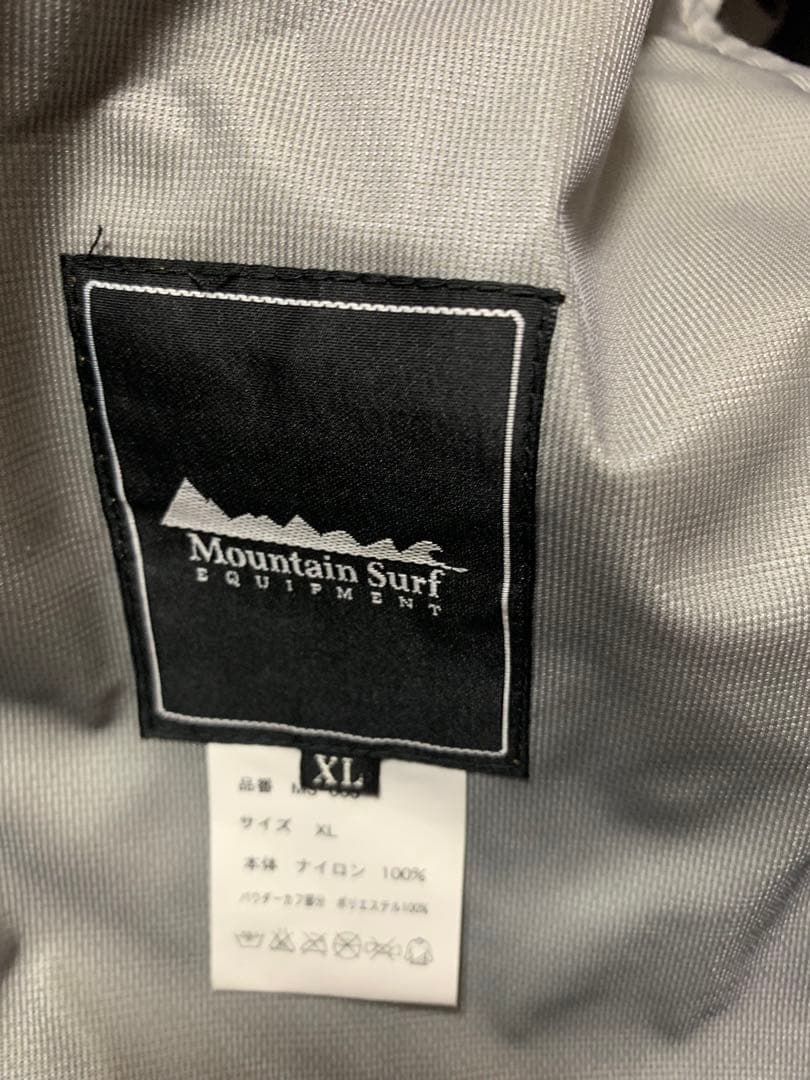 Mountain Surf
EQUIPMENT
XL
品番
サイズ XL
本体 ナイロン 100%
パウダーカフ部分 ポリエステル100%